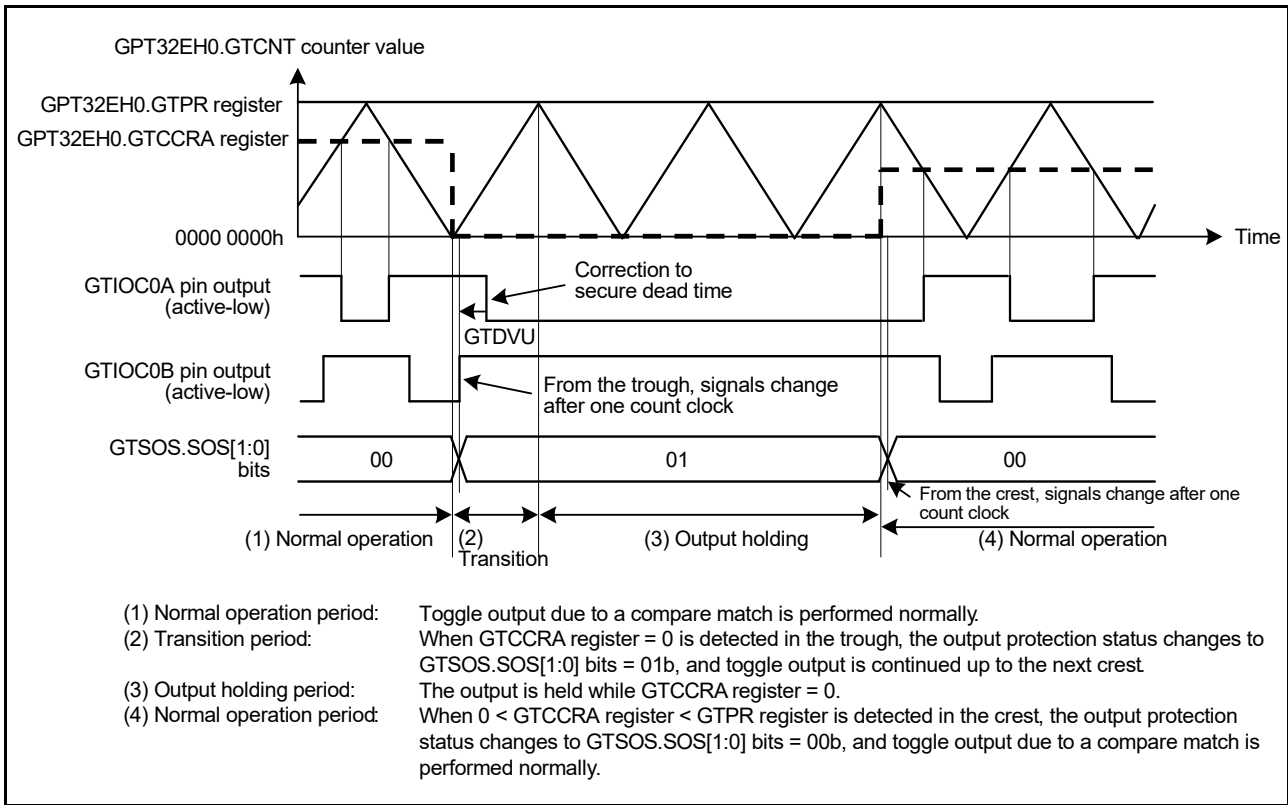 GPT32EH0.GTCNT counter value
GPT32EH0.GTPR register
GPT32EH0.GTCCRA register
0000 0000h
Time
GTIOC0A pin output
(active-low)
Correction to
secure dead time
GTDVU
GTIOC0B pin output
(active-low)
From the trough, signals change
after one count clock
GTSOS.SOS[1:0]
bits
00
01
00
From the crest, signals change after one
count clock
(1) Normal operation
(2)
Transition
(3) Output holding
(4) Normal operation
(1) Normal operation period: Toggle output due to a compare match is performed normally.
(2) Transition period: When GTCCRA register = 0 is detected in the trough, the output protection status changes to
GTSOS.SOS[1:0] bits = 01b, and toggle output is continued up to the next crest.
(3) Output holding period: The output is held while GTCCRA register = 0.
(4) Normal operation period: When 0 < GTCCRA register < GTPR register is detected in the crest, the output protection
status changes to GTSOS.SOS[1:0] bits = 00b, and toggle output due to a compare match is
performed normally.